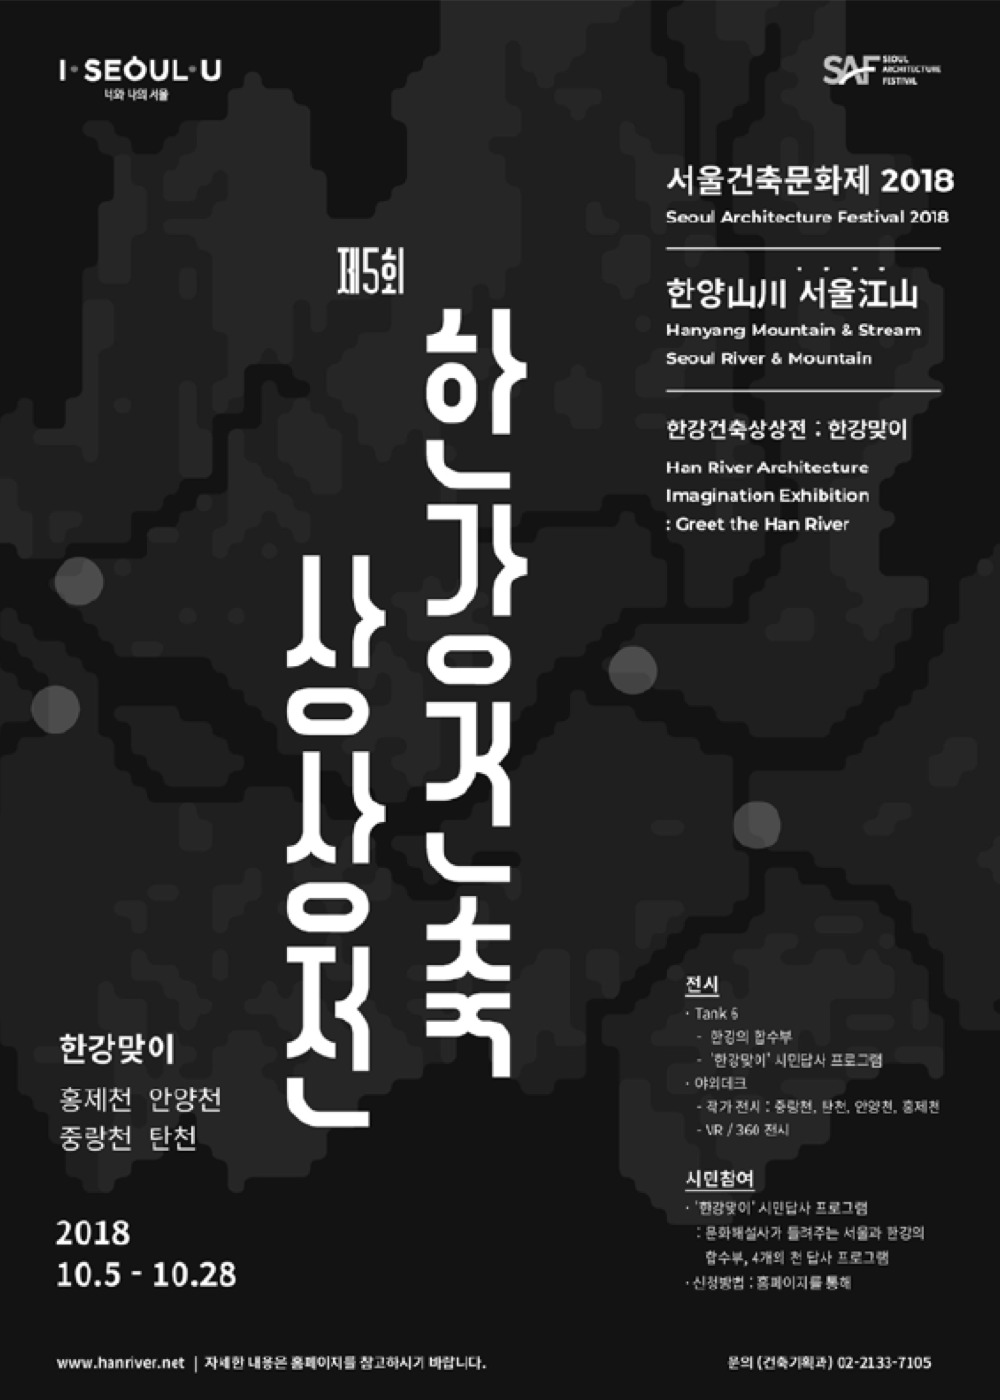 I·SEOUL·U
너와 나의 서울
SAF SEOUL
ARCHITECTURE
FESTIVAL
서울건축문화제 2018
Seoul Architecture Festival 2018
한양山川 서울江山
Hanyang Mountain & Stream
Seoul River & Mountain
한강건축상상전 : 한강맞이
Han River Architecture
Imagination Exhibition
: Greet the Han River
제5회
한강건축
상상전
한강맞이
홍제천 안양천
중랑천 탄천
2018
10.5 - 10.28
전시
· Tank 6
- 한강의 합수부
- '한강맞이' 시민답사 프로그램
· 야외데크
- 작가 전시 : 중랑천, 탄천, 안양천, 홍제천
- VR / 360 전시
시민참여
· '한강맞이' 시민답사 프로그램
: 문화해설사가 들려주는 서울과 한강의
합수부, 4개의 천 답사 프로그램
· 신청방법 : 홈페이지를 통해
www.hanriver.net | 자세한 내용은 홈페이지를 참고하시기 바랍니다.
문의 (건축기획과) 02-2133-7105